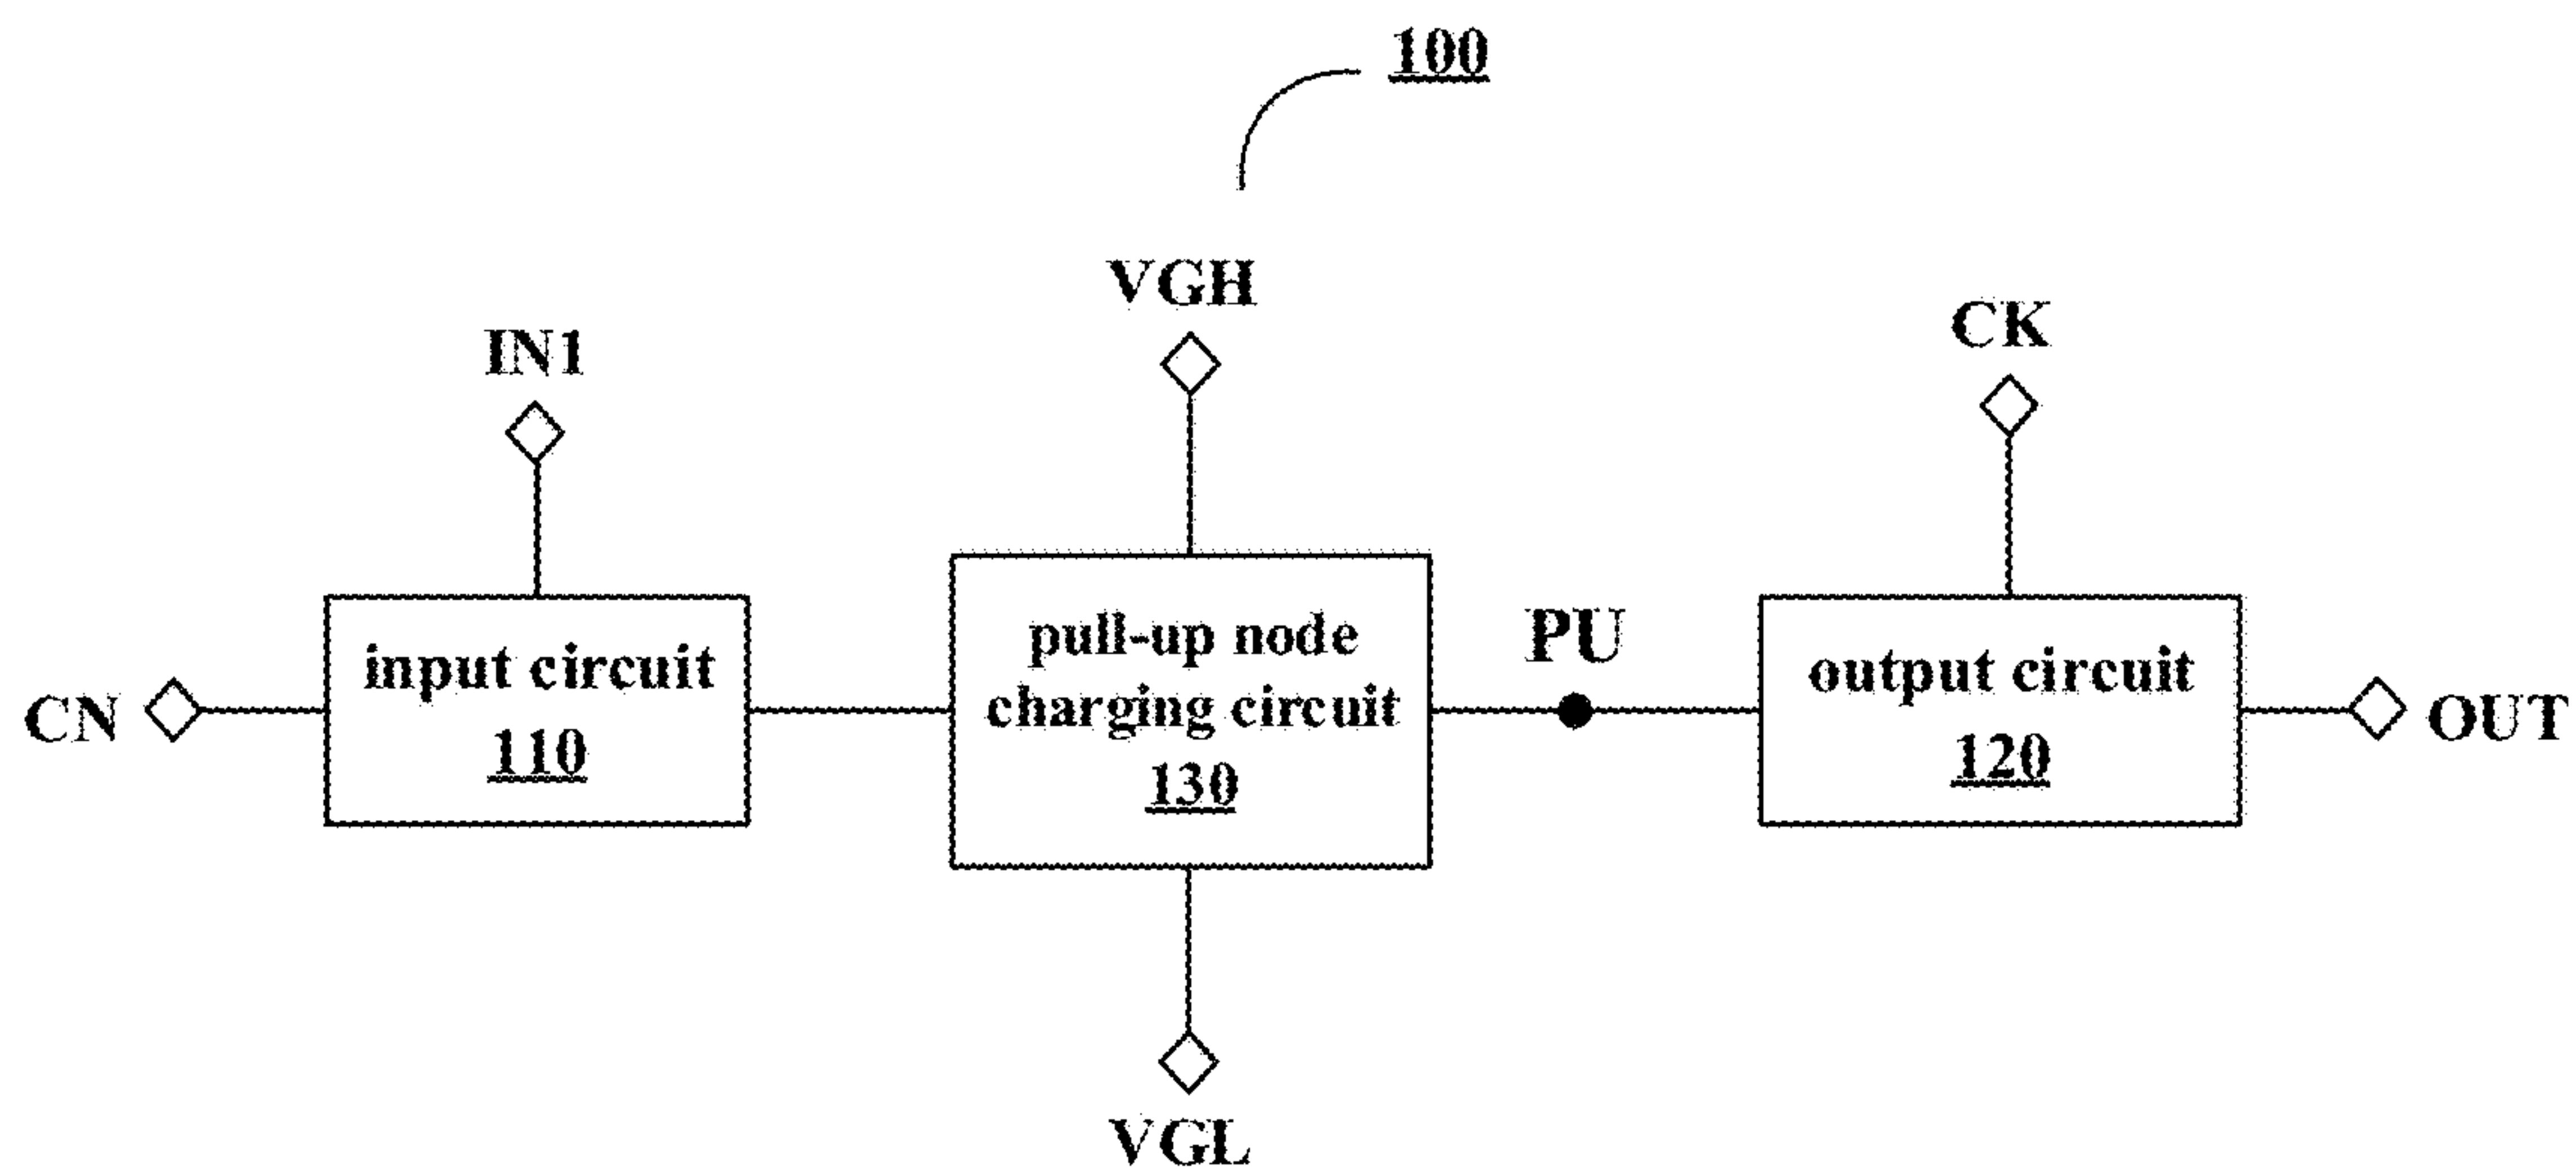 100
VGH
CK
IN1
pull-up node
charging circuit
130
PU
input circuit
110
output circuit
120
CN
OUT
VGL